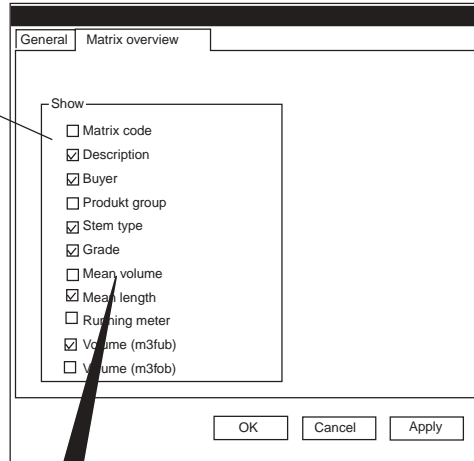 General Matrix overview
Show
Matrix code
Description
Buyer
Produkt group
Stem type
Grade
Mean volume
Mean length
Running meter
Volume (m3fub)
Volume (m3fob)
OK Cancel Apply